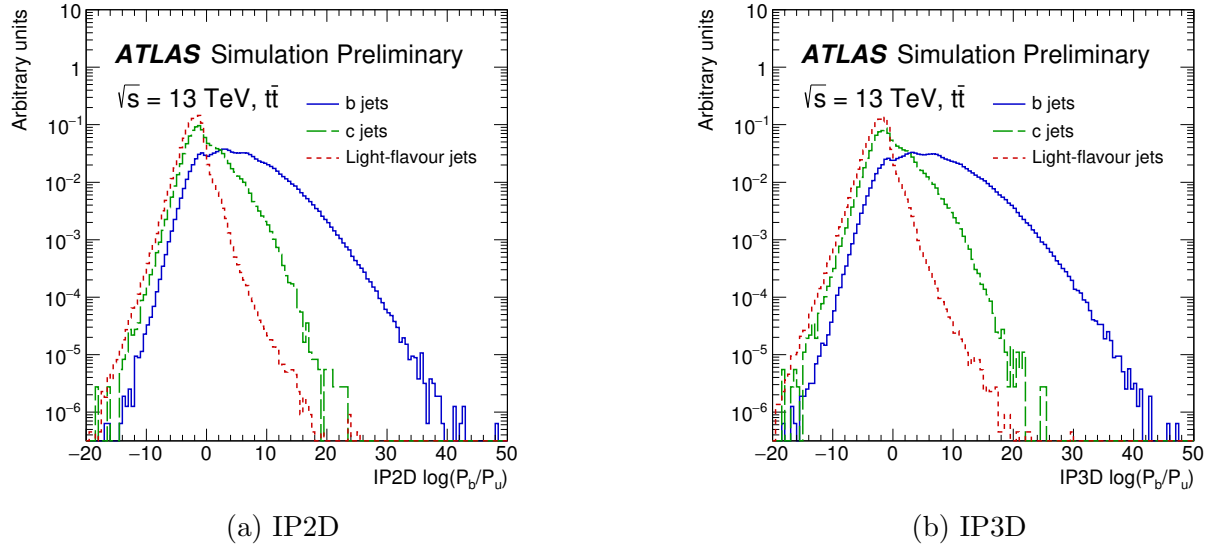 Arbitrary units
10
1
10⁻¹
10⁻²
10⁻³
10⁻⁴
10⁻⁵
10⁻⁶
ATLAS Simulation Preliminary
√s = 13 TeV, tt̄
b jets
c jets
Light-flavour jets
−20 −10 0 10 20 30 40 50
IP2D log(P_b/P_u)
(a) IP2D
Arbitrary units
10
1
10⁻¹
10⁻²
10⁻³
10⁻⁴
10⁻⁵
10⁻⁶
ATLAS Simulation Preliminary
√s = 13 TeV, tt̄
b jets
c jets
Light-flavour jets
−20 −10 0 10 20 30 40 50
IP3D log(P_b/P_u)
(b) IP3D